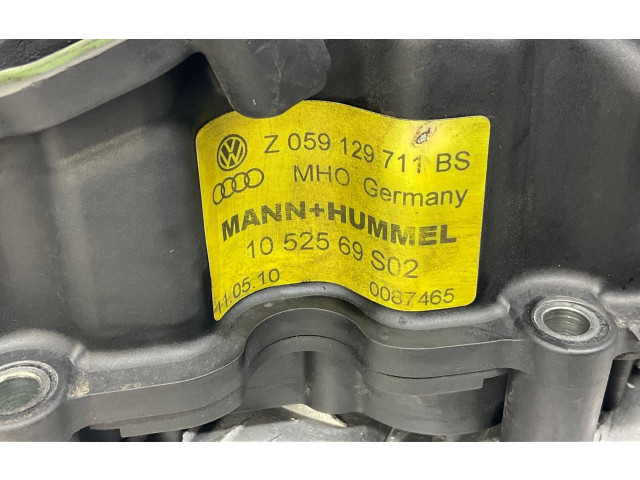 Z 059 129 711 BS
MHO Germany
MANN+HUMMEL
10 525 69 S02
11.05.10 0087465